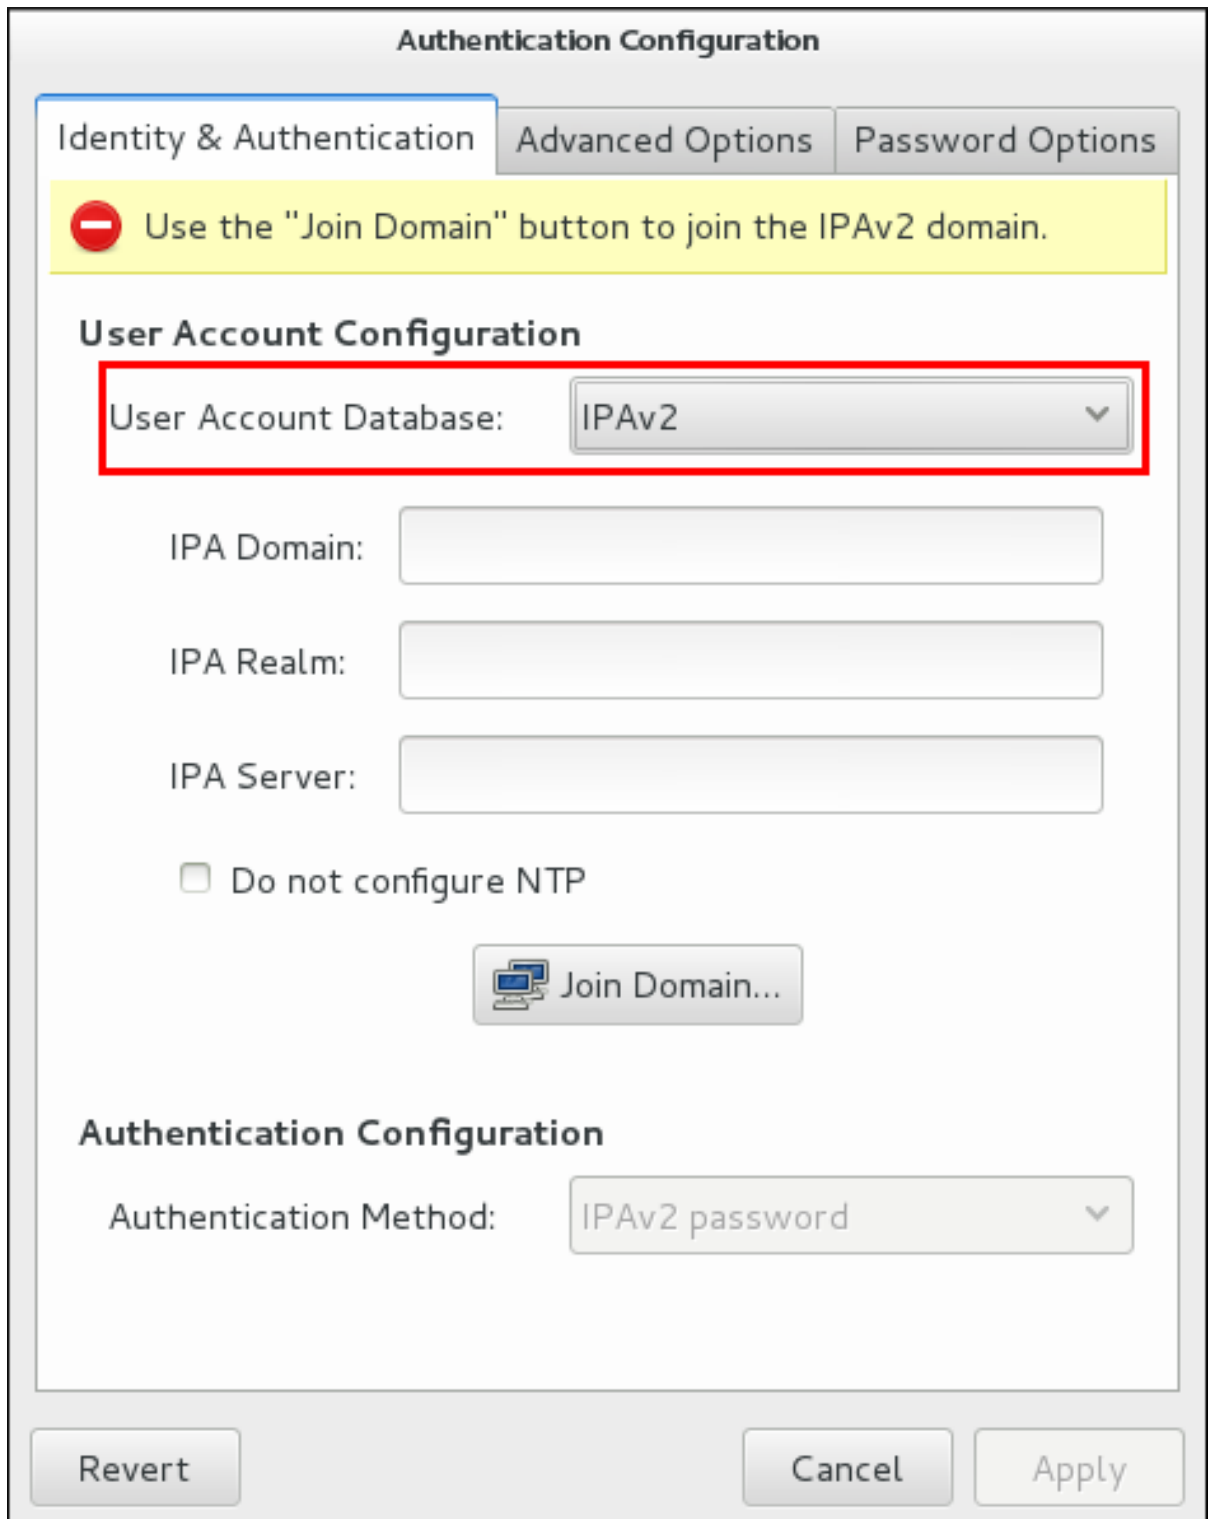 Authentication Configuration
Identity & Authentication
Advanced Options
Password Options
Use the "Join Domain" button to join the IPAv2 domain.
User Account Configuration
User Account Database: IPAv2
IPA Domain:
IPA Realm:
IPA Server:
Do not configure NTP
Join Domain...
Authentication Configuration
Authentication Method: IPAv2 password
Revert
Cancel
Apply